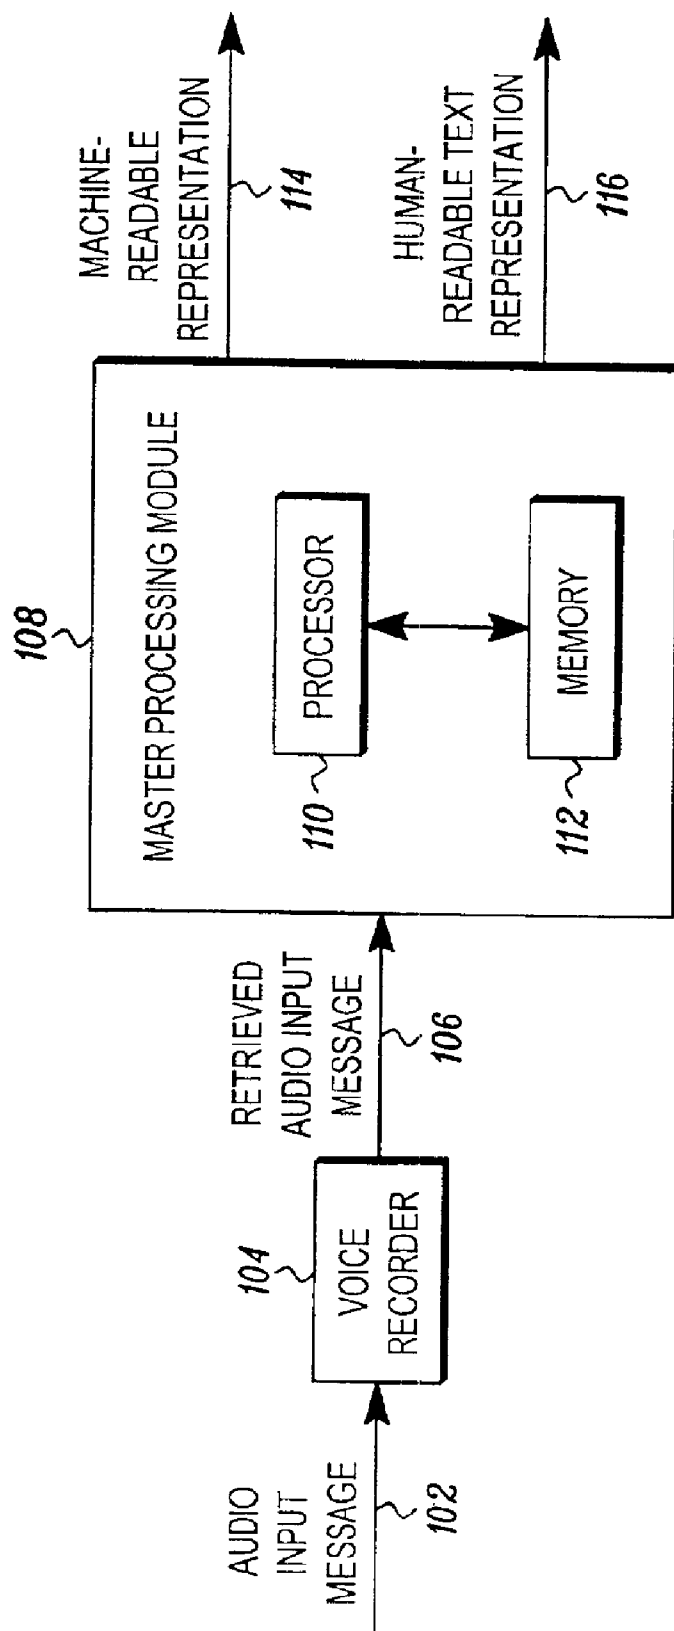 AUDIO
INPUT
MESSAGE
102
104
VOICE
RECORDER
RETRIEVED
AUDIO INPUT
MESSAGE
106
108
MASTER PROCESSING MODULE
PROCESSOR
110
MEMORY
112
MACHINE-
READABLE
REPRESENTATION
114
HUMAN-
READABLE TEXT
REPRESENTATION
116